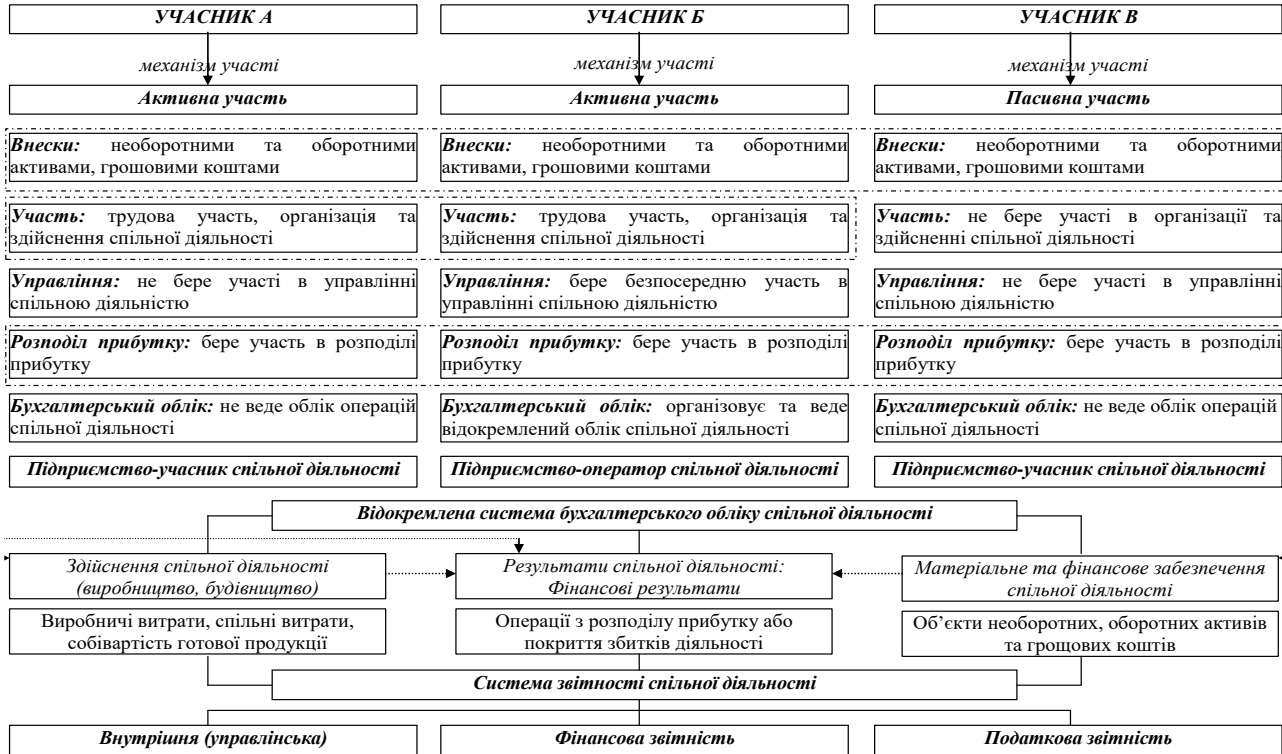 УЧАСНИК А
УЧАСНИК Б
УЧАСНИК В
механізм участі
механізм участі
механізм участі
Активна участь
Активна участь
Пасивна участь
Внески: необоротними та оборотними
активами, грошовими коштами
Внески: необоротними та оборотними
активами, грошовими коштами
Внески: необоротними та оборотними
активами, грошовими коштами
Участь: трудова участь, організація та
здійснення спільної діяльності
Участь: трудова участь, організація та
здійснення спільної діяльності
Участь: не бере участі в організації та
здійсненні спільної діяльності
Управління: не бере участі в управлінні
спільною діяльністю
Управління: бере безпосередню участь в
управлінні спільною діяльністю
Управління: не бере участі в управлінні
спільною діяльністю
Розподіл прибутку: бере участь в розподілі
прибутку
Розподіл прибутку: бере участь в розподілі
прибутку
Розподіл прибутку: бере участь в розподілі
прибутку
Бухгалтерський облік: не веде облік операцій
спільної діяльності
Бухгалтерський облік: організовує та веде
відокремлений облік спільної діяльності
Бухгалтерський облік: не веде облік операцій
спільної діяльності
Підприємство-учасник спільної діяльності
Підприємство-оператор спільної діяльності
Підприємство-учасник спільної діяльності
Відокремлена система бухгалтерського обліку спільної діяльності
Здійснення спільної діяльності
(виробництво, будівництво)
Результати спільної діяльності:
Фінансові результати
Матеріальне та фінансове забезпечення
спільної діяльності
Виробничі витрати, спільні витрати,
собівартість готової продукції
Операції з розподілу прибутку або
покриття збитків діяльності
Об’єкти необоротних, оборотних активів
та грощових коштів
Система звітності спільної діяльності
Внутрішня (управлінська)
Фінансова звітність
Податкова звітність